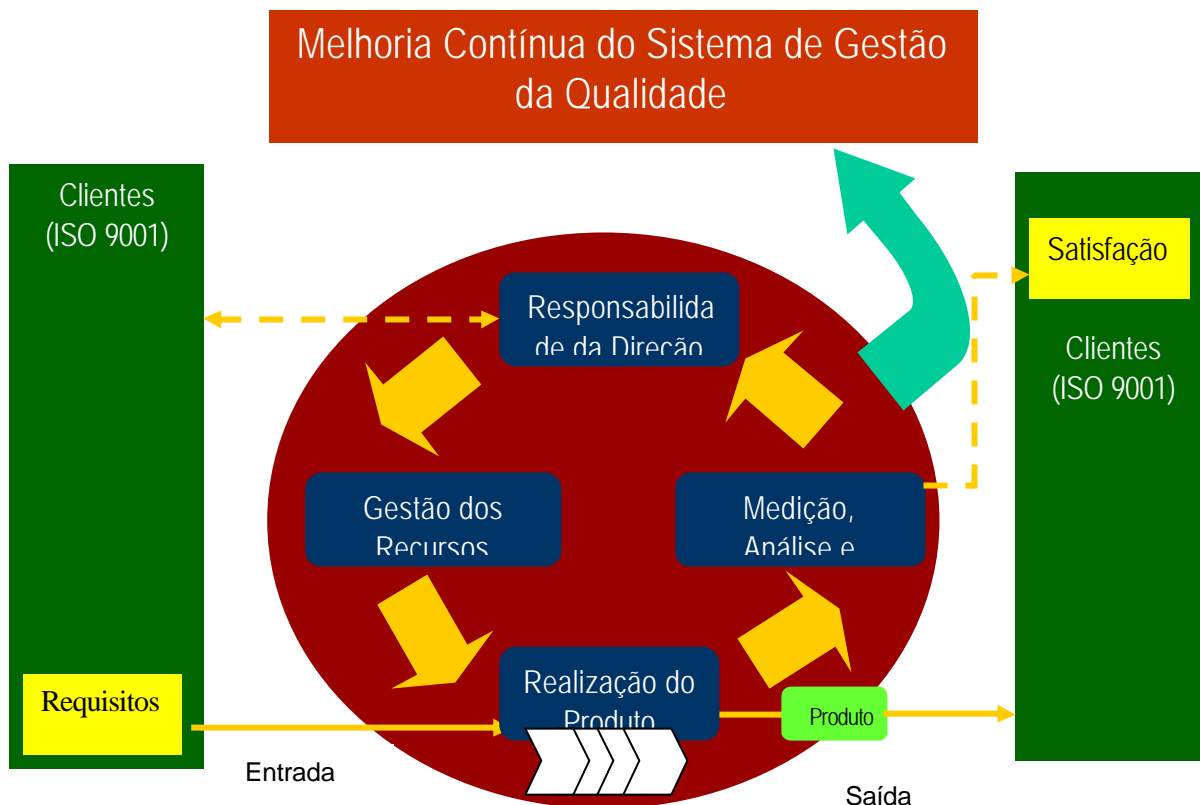 Melhoria Contínua do Sistema de Gestão
da Qualidade
Clientes
(ISO 9001)
Satisfação
Responsabilida
de da Direção
Clientes
(ISO 9001)
Gestão dos
Recursos
Medição,
Análise e
Realização do
Produto
Requisitos
Produto
Entrada
Saída